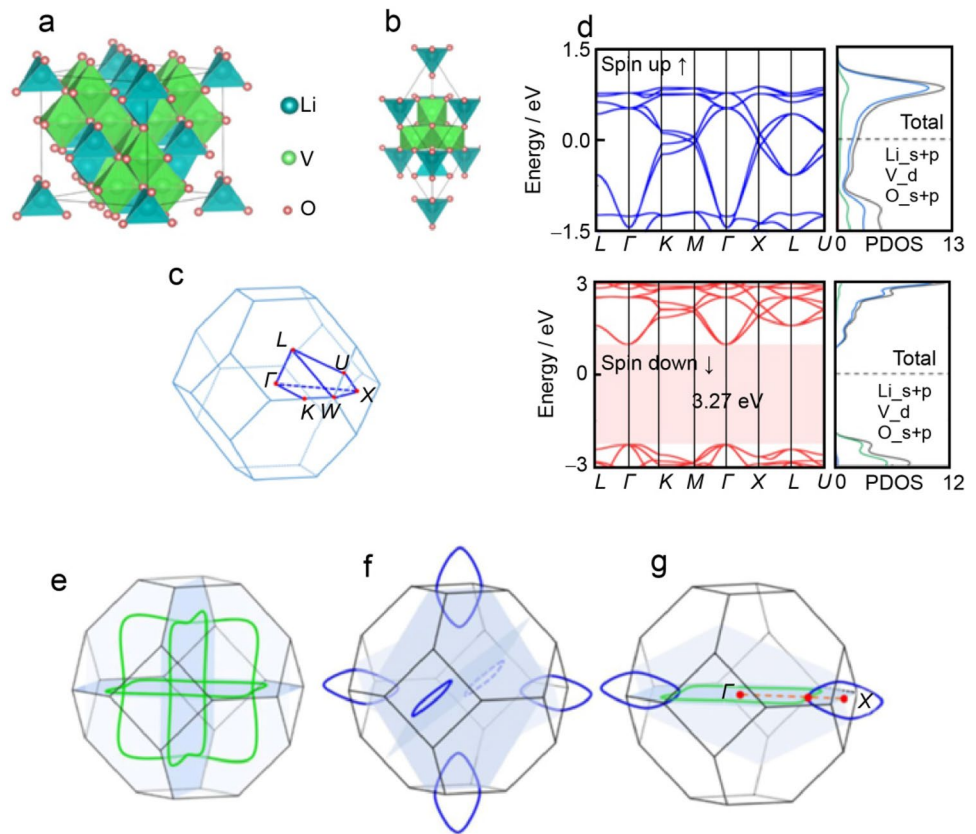 a
Li
V
O
b
c
L
U
Γ
X
K
W
d
1.5
Spin up ↑
Energy / eV
0.0
−1.5
L Γ K M Γ X L U
Total
Li_s+p
V_d
O_s+p
0 PDOS 13
3
Energy / eV
Spin down ↓
0
3.27 eV
−3
L Γ K M Γ X L U
Total
Li_s+p
V_d
O_s+p
0 PDOS 12
e
f
g
Γ
X